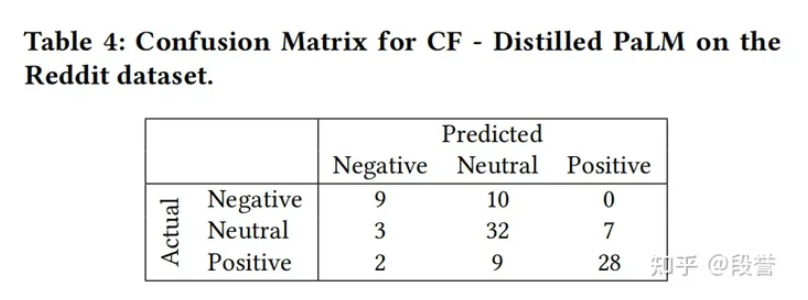 Table 4: Confusion Matrix for CF - Distilled PaLM on the
Reddit dataset.
Predicted
Negative Neutral Positive
Actual
Negative 9 10 0
Neutral 3 32 7
Positive 2 9 28
知乎 @段誉